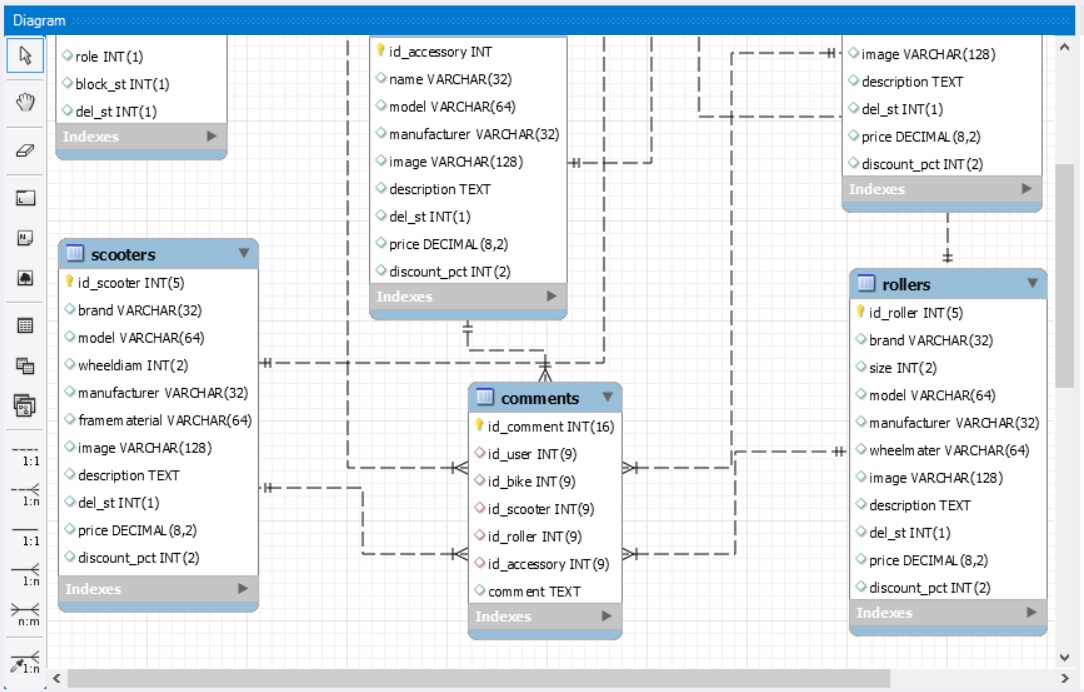 Diagram
role INT(1)
block_st INT(1)
del_st INT(1)
Indexes
id_accessory INT
name VARCHAR(32)
model VARCHAR(64)
manufacturer VARCHAR(32)
image VARCHAR(128)
description TEXT
del_st INT(1)
price DECIMAL(8,2)
discount_pct INT(2)
Indexes
image VARCHAR(128)
description TEXT
del_st INT(1)
price DECIMAL(8,2)
discount_pct INT(2)
Indexes
scooters
id_scooter INT(5)
brand VARCHAR(32)
model VARCHAR(64)
wheeldiam INT(2)
manufacturer VARCHAR(32)
framematerial VARCHAR(64)
image VARCHAR(128)
description TEXT
del_st INT(1)
price DECIMAL(8,2)
discount_pct INT(2)
Indexes
comments
id_comment INT(16)
id_user INT(9)
id_bike INT(9)
id_scooter INT(9)
id_roller INT(9)
id_accessory INT(9)
comment TEXT
Indexes
rollers
id_roller INT(5)
brand VARCHAR(32)
size INT(2)
model VARCHAR(64)
manufacturer VARCHAR(32)
wheelmater VARCHAR(64)
image VARCHAR(128)
description TEXT
del_st INT(1)
price DECIMAL(8,2)
discount_pct INT(2)
Indexes
1:1
1:n
1:1
1:n
n:m
1:n